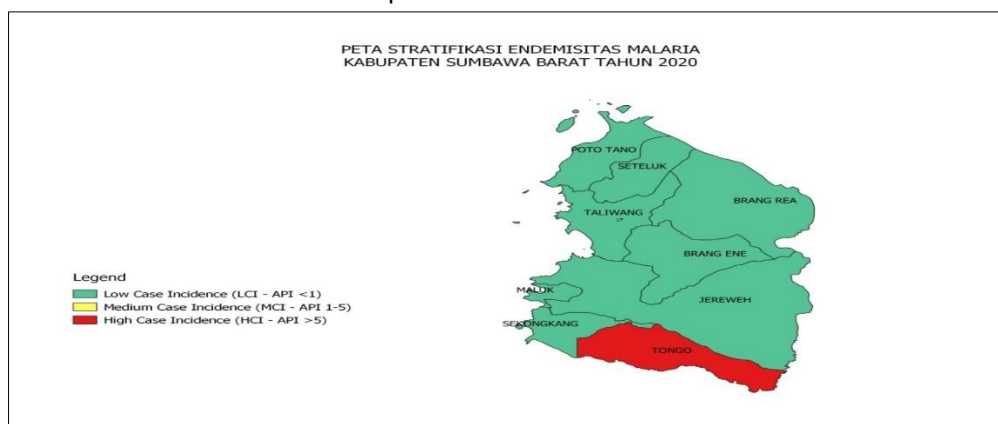 PETA STRATIFIKASI ENDEMISITAS MALARIA
KABUPATEN SUMBAWA BARAT TAHUN 2020
POTO TANO
SETELUK
BRANG REA
TALIWANG
BRANG ENE
MALUK
JEREWEH
SEKONGKANG
TONGO
Legend
Low Case Incidence (LCI - API <1)
Medium Case Incidence (MCI - API 1-5)
High Case Incidence (HCI - API >5)